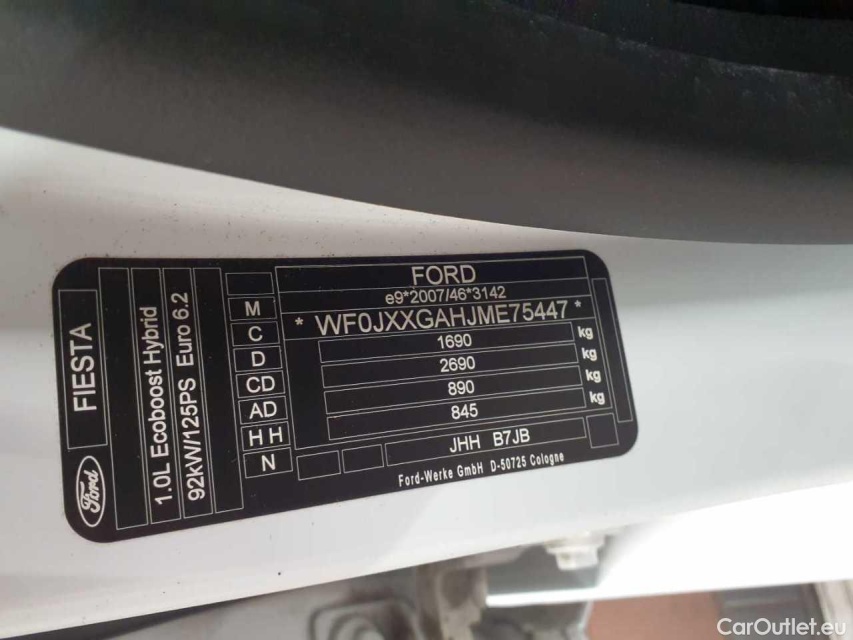 FORD
e9*2007/46*3142
* WF0JXXGAHJME75447 *
1690 kg
2690 kg
890 kg
845 kg
JHH B7JB
Ford-Werke GmbH D-50725 Cologne
M
C
D
CD
AD
HH
N
FIESTA
1.0L Ecoboost Hybrid
92kW/125PS Euro 6.2
Ford
CarOutlet.eu